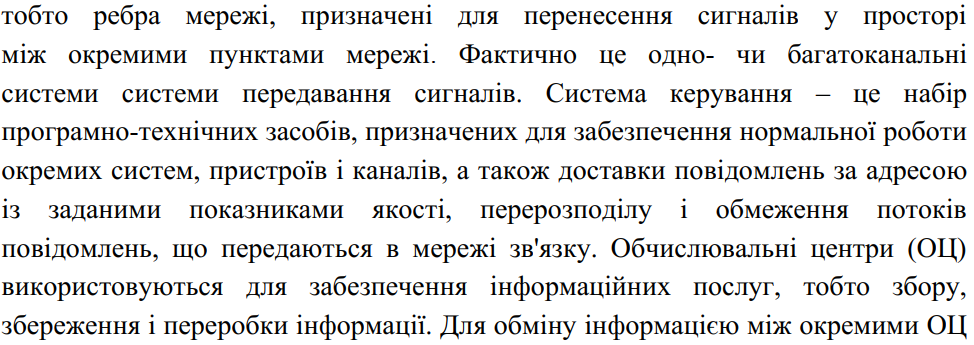 тобто ребра мережі, призначені для перенесення сигналів у просторі
між окремими пунктами мережі. Фактично це одно- чи багатоканальні
системи системи передавання сигналів. Система керування – це набір
програмно-технічних засобів, призначених для забезпечення нормальної роботи
окремих систем, пристроїв і каналів, а також доставки повідомлень за адресою
із заданими показниками якості, перерозподілу і обмеження потоків
повідомлень, що передаються в мережі зв'язку. Обчислювальні центри (ОЦ)
використовуються для забезпечення інформаційних послуг, тобто збору,
збереження і переробки інформації. Для обміну інформацією між окремими ОЦ